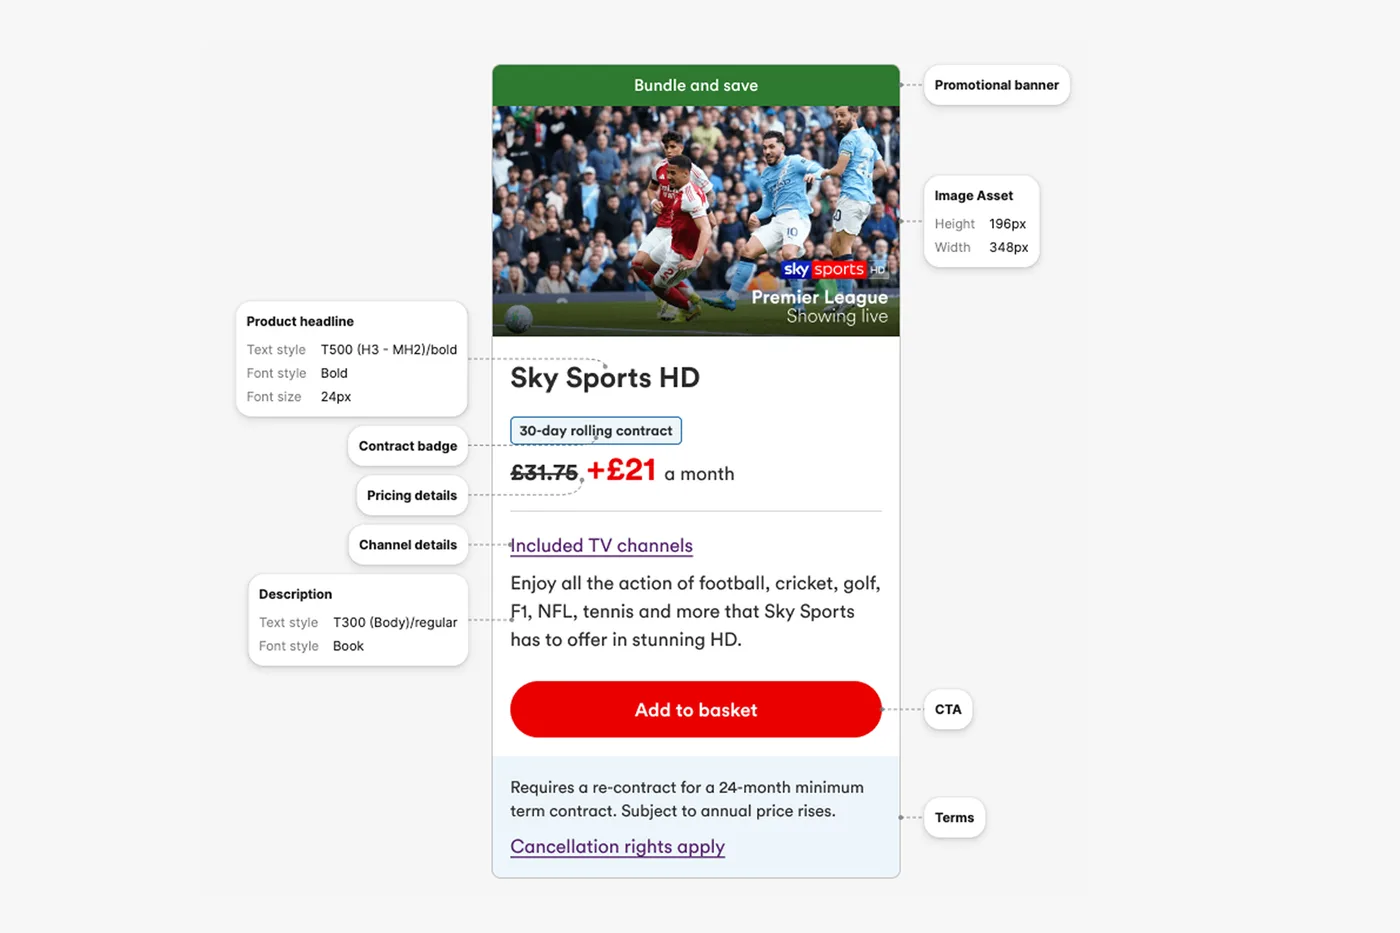 Bundle and save
Promotional banner
Image Asset
Height 196px
Width 348px
10
sky sports HD
Premier League
Showing live
Product headline
Text style T500 (H3 - MH2)/bold
Font style Bold
Font size 24px
Sky Sports HD
Contract badge
30-day rolling contract
Pricing details
£31.75 +£21 a month
Channel details
Included TV channels
Description
Text style T300 (Body)/regular
Font style Book
Enjoy all the action of football, cricket, golf,
F1, NFL, tennis and more that Sky Sports
has to offer in stunning HD.
Add to basket
CTA
Requires a re-contract for a 24-month minimum
term contract. Subject to annual price rises.
Terms
Cancellation rights apply